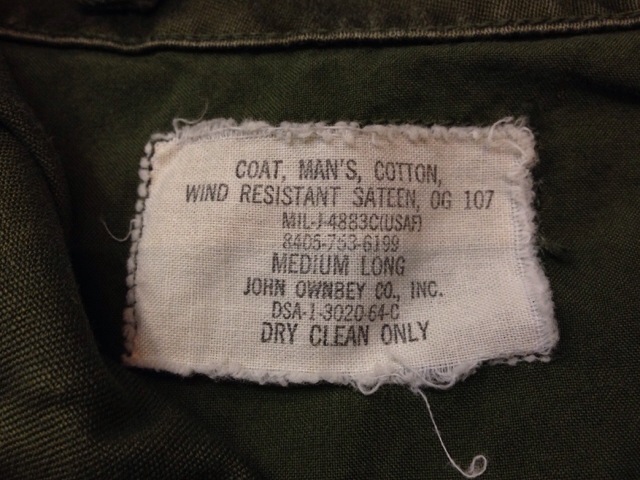 COAT, MAN'S, COTTON,
WIND RESISTANT SATEEN, OG 107
MIL-J-4883C(USAF)
8405-753-6199
MEDIUM LONG
JOHN OWNBEY CO., INC.
DSA-1-3020-64-C
DRY CLEAN ONLY